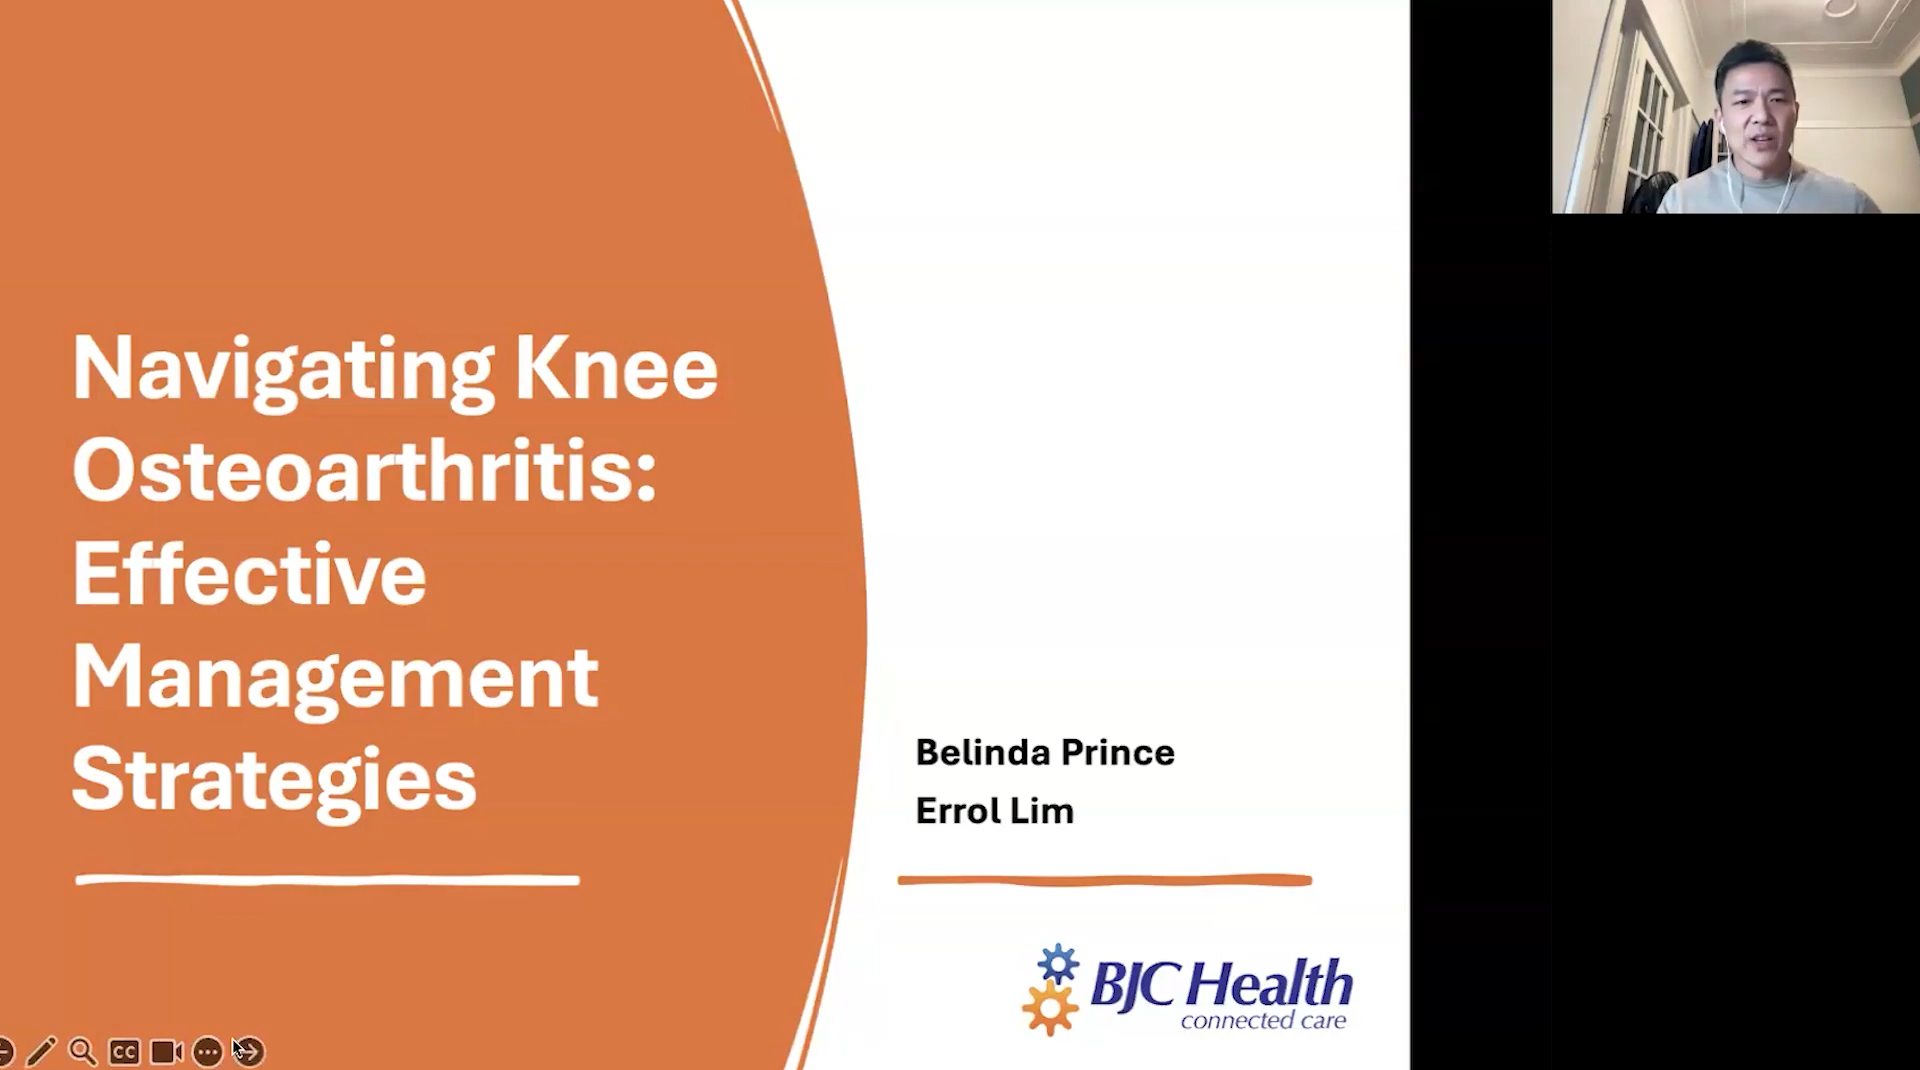 Navigating Knee
Osteoarthritis:
Effective
Management
Strategies
Belinda Prince
Errol Lim
BJC Health
connected care
CC